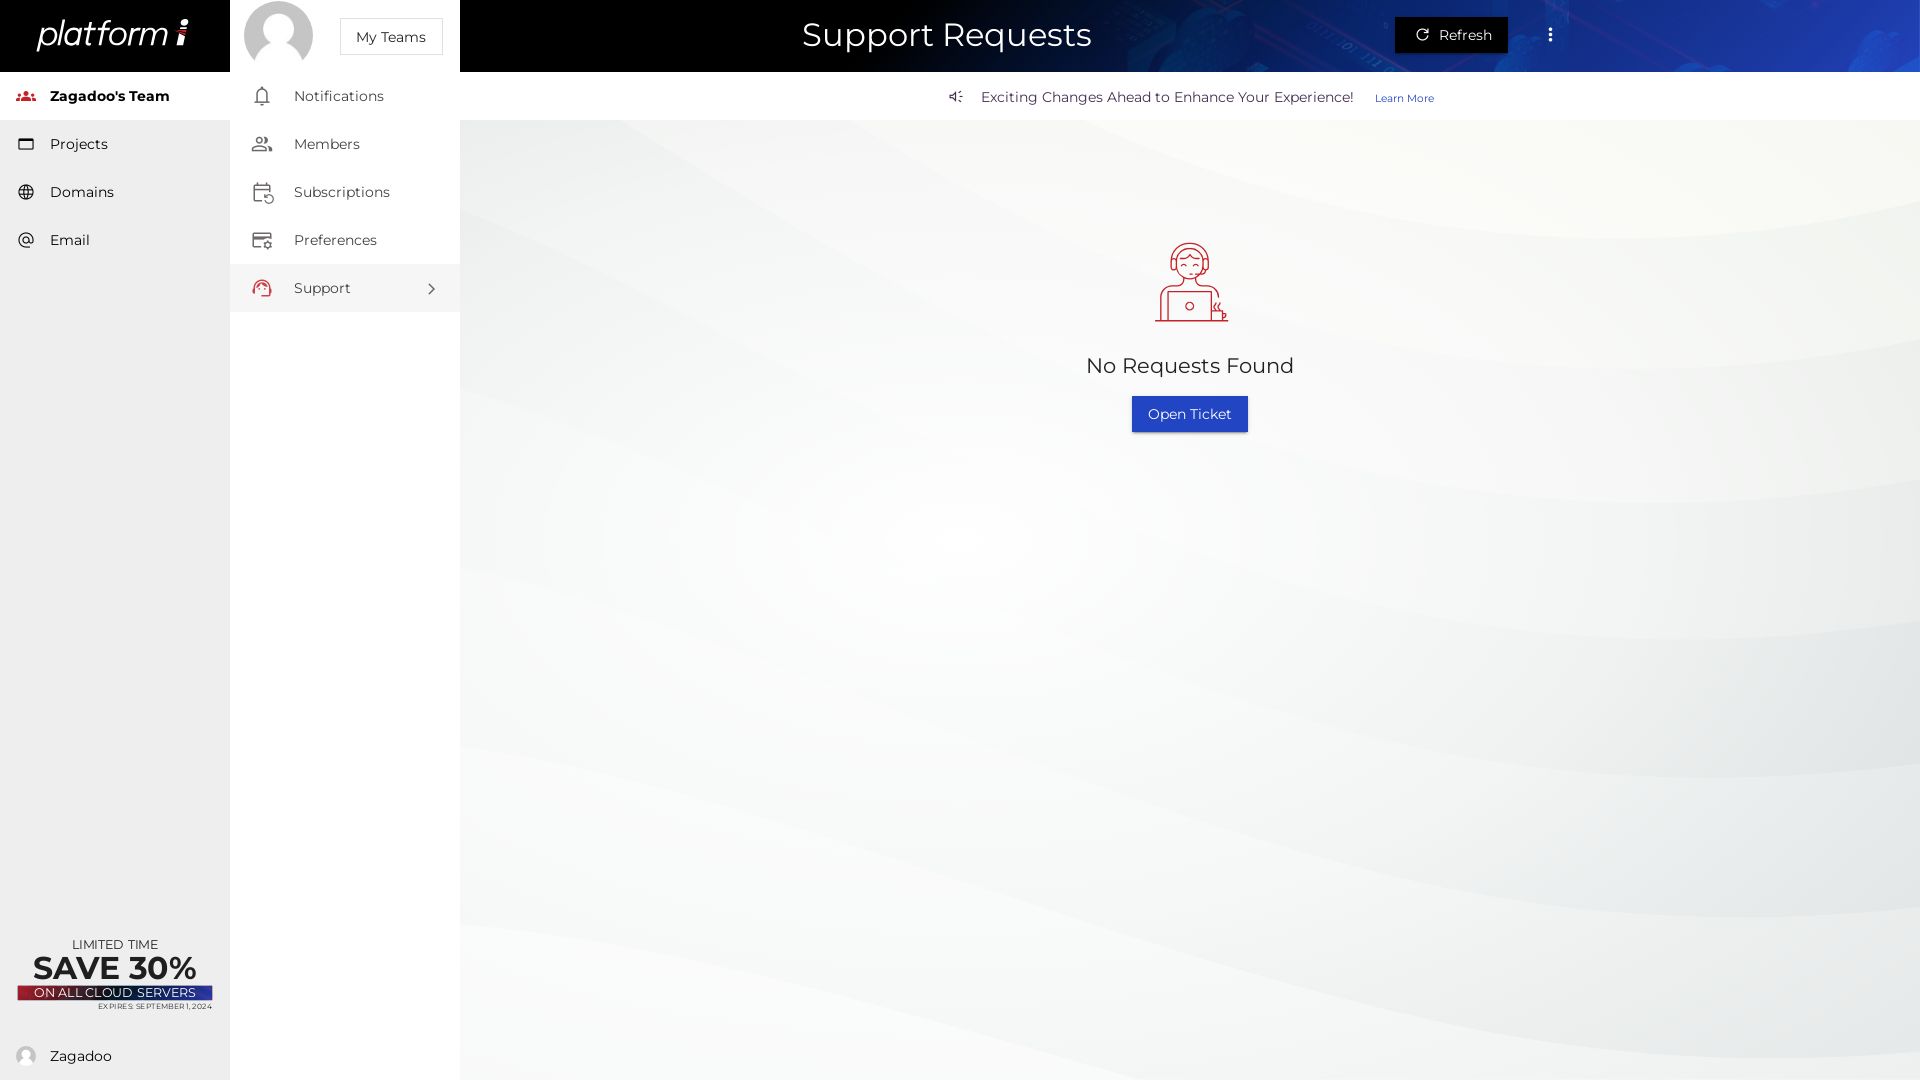 platform i
My Teams
Support Requests
Refresh
Zagadoo's Team
Notifications
Exciting Changes Ahead to Enhance Your Experience!
Learn More
Projects
Members
Domains
Subscriptions
Email
Preferences
Support
No Requests Found
Open Ticket
LIMITED TIME
SAVE 30%
ON ALL CLOUD SERVERS
EXPIRES: SEPTEMBER 1, 2024
Zagadoo